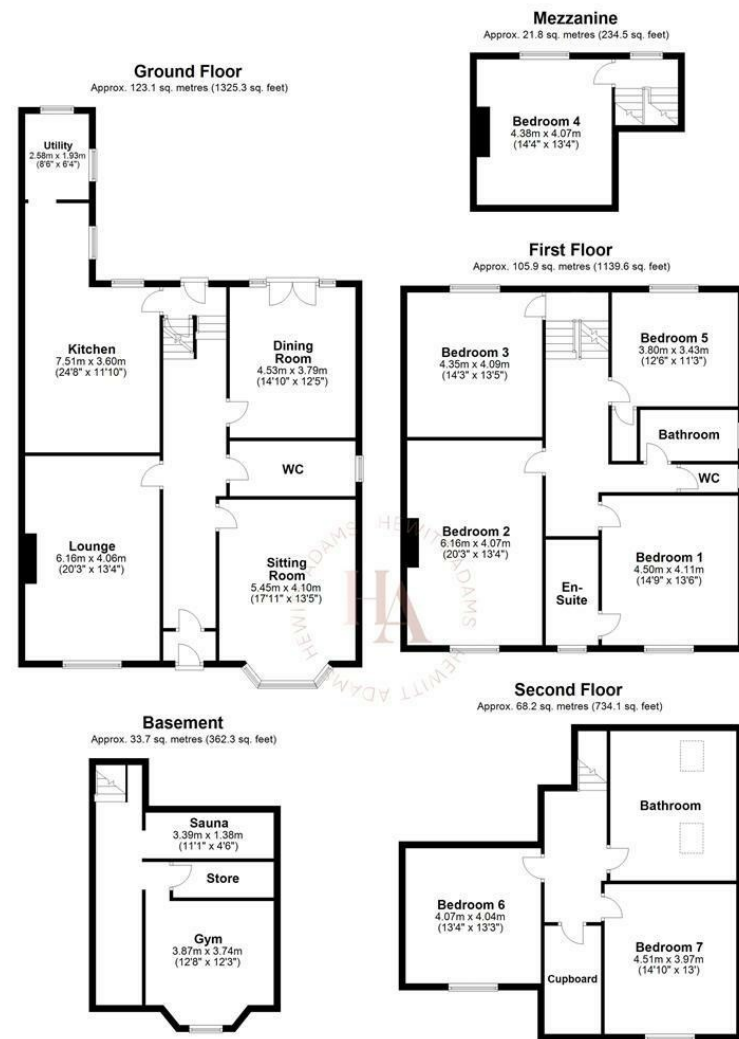 Ground Floor
Approx. 123.1 sq. metres (1325.3 sq. feet)
Utility
2.58m x 1.93m
(8'6" x 6'4")
Kitchen
7.51m x 3.60m
(24'8" x 11'10")
Dining
Room
4.53m x 3.79m
(14'10" x 12'5")
WC
Lounge
6.16m x 4.06m
(20'3" x 13'4")
Sitting
Room
5.45m x 4.10m
(17'11" x 13'5")
Mezzanine
Approx. 21.8 sq. metres (234.5 sq. feet)
Bedroom 4
4.38m x 4.07m
(14'4" x 13'4")
First Floor
Approx. 105.9 sq. metres (1139.6 sq. feet)
Bedroom 3
4.35m x 4.09m
(14'3" x 13'5")
Bedroom 5
3.80m x 3.43m
(12'6" x 11'3")
Bathroom
WC
Bedroom 2
6.16m x 4.07m
(20'3" x 13'4")
En-
Suite
Bedroom 1
4.50m x 4.11m
(14'9" x 13'6")
HEWITT ADAMS HEWITT ADAMS HEWITT ADAMS
HA
Basement
Approx. 33.7 sq. metres (362.3 sq. feet)
Sauna
3.39m x 1.38m
(11'1" x 4'6")
Store
Gym
3.87m x 3.74m
(12'8" x 12'3")
Second Floor
Approx. 68.2 sq. metres (734.1 sq. feet)
Bathroom
Bedroom 6
4.07m x 4.04m
(13'4" x 13'3")
Cupboard
Bedroom 7
4.51m x 3.97m
(14'10" x 13')